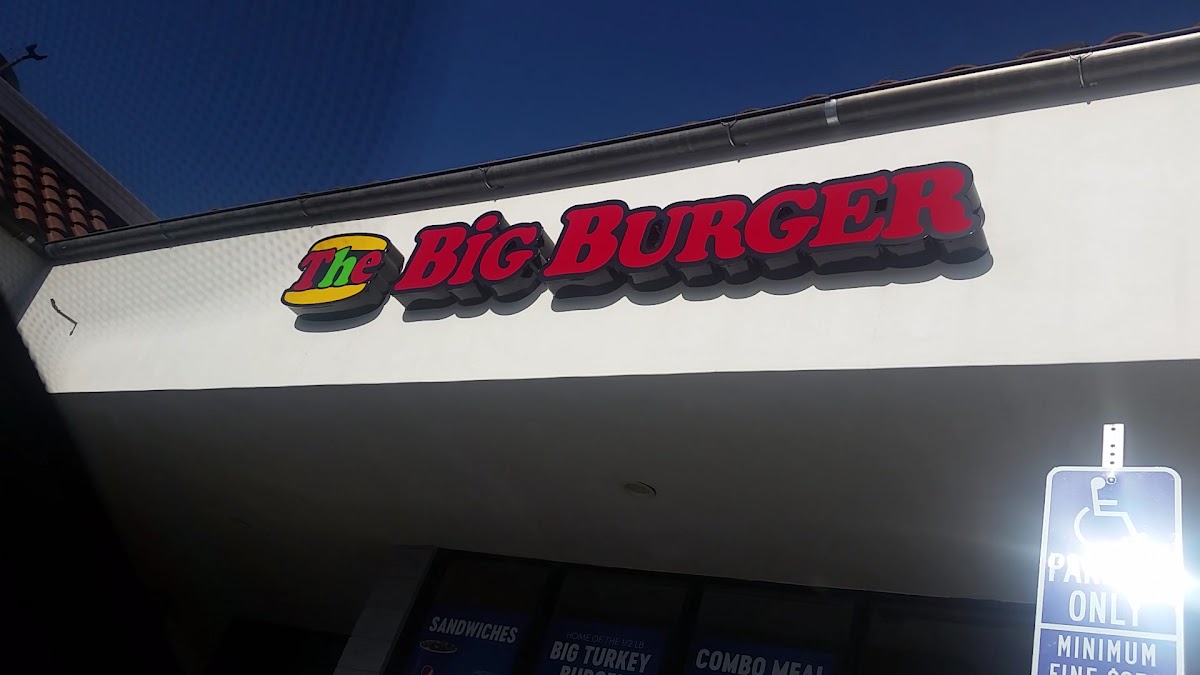 The BiG BURGER
SANDWICHES
HOME OF THE 1/2 LB
BIG TURKEY
COMBO MEAL
ONLY
MINIMUM